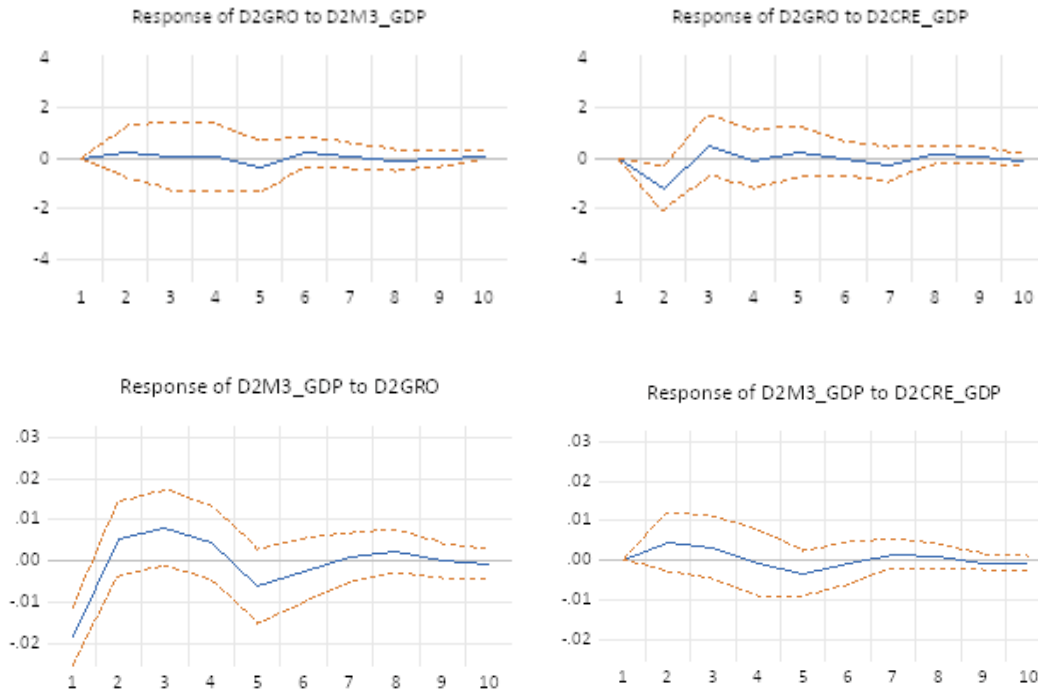 Response of D2GRO to D2M3_GDP
4
2
0
-2
-4
1 2 3 4 5 6 7 8 9 10
Response of D2GRO to D2CRE_GDP
4
2
0
-2
-4
1 2 3 4 5 6 7 8 9 10
Response of D2M3_GDP to D2GRO
.03
.02
.01
.00
-.01
-.02
1 2 3 4 5 6 7 8 9 10
Response of D2M3_GDP to D2CRE_GDP
.03
.02
.01
.00
-.01
-.02
1 2 3 4 5 6 7 8 9 10